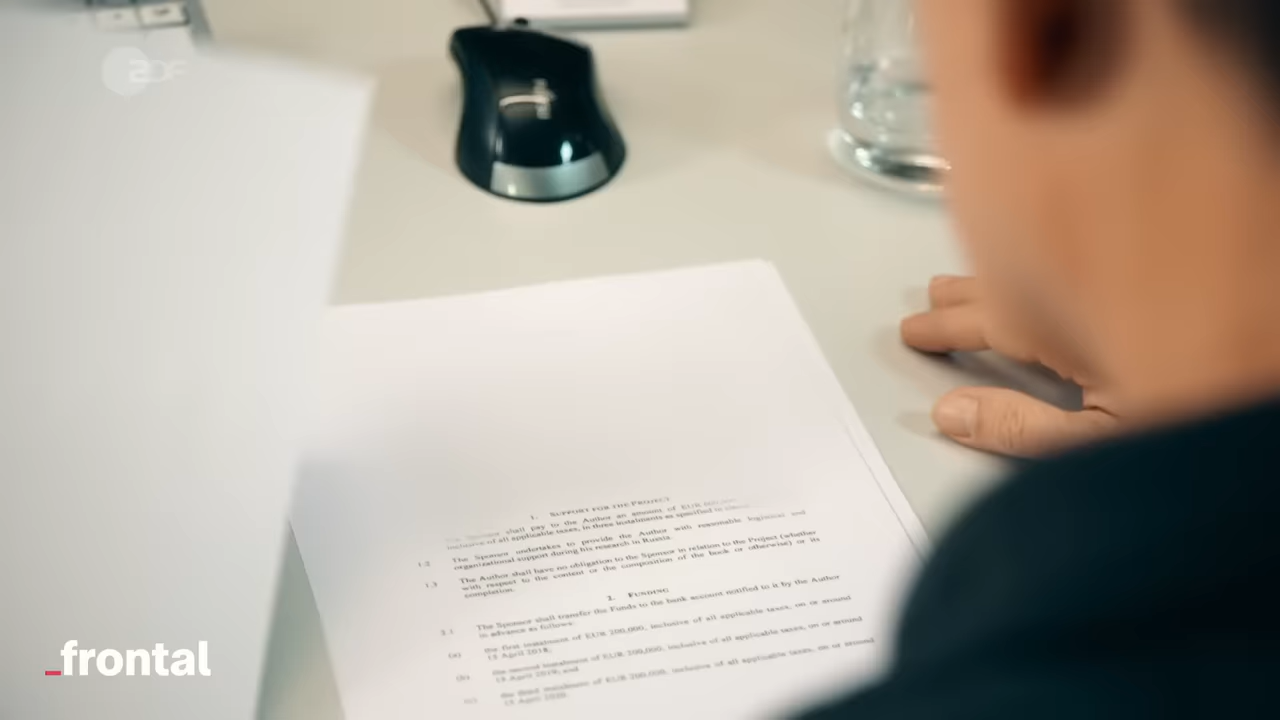 ZDF
1. SUPPORT FOR THE PROJECT
shall pay to the Author an amount of EUR 600,000
inclusive of all applicable taxes, in three instalments as specified in
1.2 The Sponsor undertakes to provide the Author with reasonable logistical and
organizational support during his research in Russia.
1.3 The Author shall have no obligation to the Sponsor in relation to the Project (whether
with respect to the content or the composition of the book or otherwise) or its
completion.
2. FUNDING
2.1 The Sponsor shall transfer the Funds to the bank account notified to it by the Author
in advance as follows:
(a) the first instalment of EUR 200,000, inclusive of all applicable taxes, on or around
15 April 2018;
(b) the second instalment of EUR 200,000, inclusive of all applicable taxes, on or around
15 April 2019; and
(c) the third instalment of EUR 200,000, inclusive of all applicable taxes, on or around
15 April 2020.
_frontal